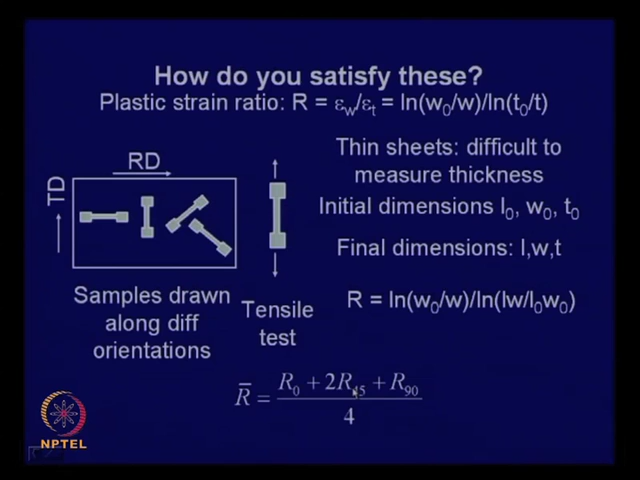 How do you satisfy these?
Plastic strain ratio: R = εw/εt = ln(w0/w)/ln(t0/t)
RD
TD
Thin sheets: difficult to
measure thickness
Initial dimensions l0, w0, t0
Final dimensions: l,w,t
Samples drawn
along diff
orientations
Tensile
test
R = ln(w0/w)/ln(lw/l0w0)
R̅ = (R0 + 2R45 + R90)/4
NPTEL